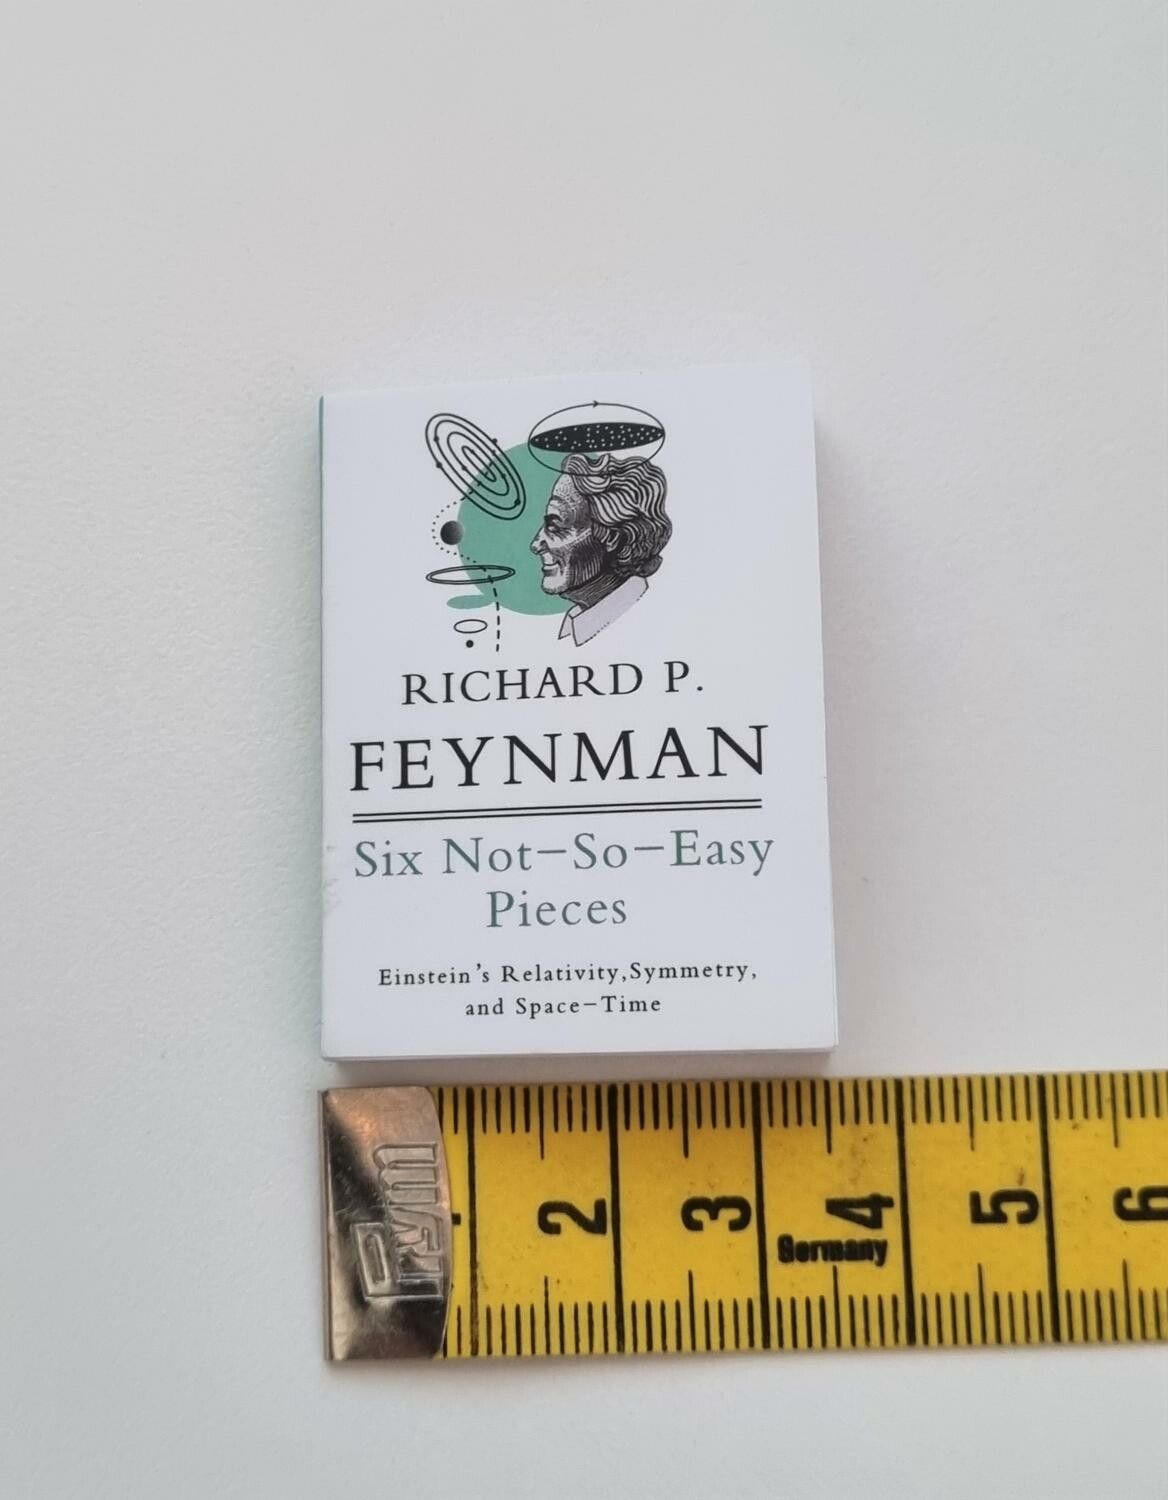 RICHARD P.
FEYNMAN
Six Not-So-Easy
Pieces
Einstein's Relativity, Symmetry,
and Space-Time
Prym
2 3 4 5 6
Germany